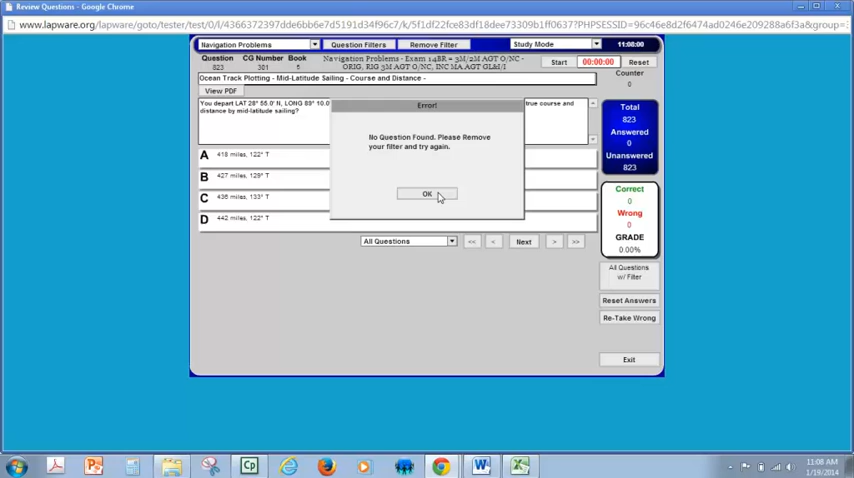 Review Questions - Google Chrome
www.lapware.org/lapware/goto/tester/test/0/l/
Navigation Problems
Question Filters
Remove Filter
Study Mode
11:08:00
Question CG Number Book
823 301 5
Navigation Problems - Exam 14BR = 3M/2M AGT O/NC -
ORIG, RIG 3M AGT O/NC, INC MA AGT GL&I/I
Start
00:00:00
Reset
Ocean Track Plotting - Mid-Latitude Sailing - Course and Distance -
Counter
0
View PDF
You depart LAT 28° 55.0' N, LONG 89° 10.0' true course and
distance by mid-latitude sailing?
Error!
No Question Found. Please Remove
your filter and try again.
OK
A 418 miles, 122° T
B 427 miles, 129° T
C 436 miles, 133° T
D 442 miles, 122° T
Total
823
Answered
0
Unanswered
823
Correct
0
Wrong
0
GRADE
0.00%
All Questions
<<
<
Next
>
>>
All Questions
w/ Filter
Reset Answers
Re-Take Wrong
Exit
11:08 AM
1/19/2014